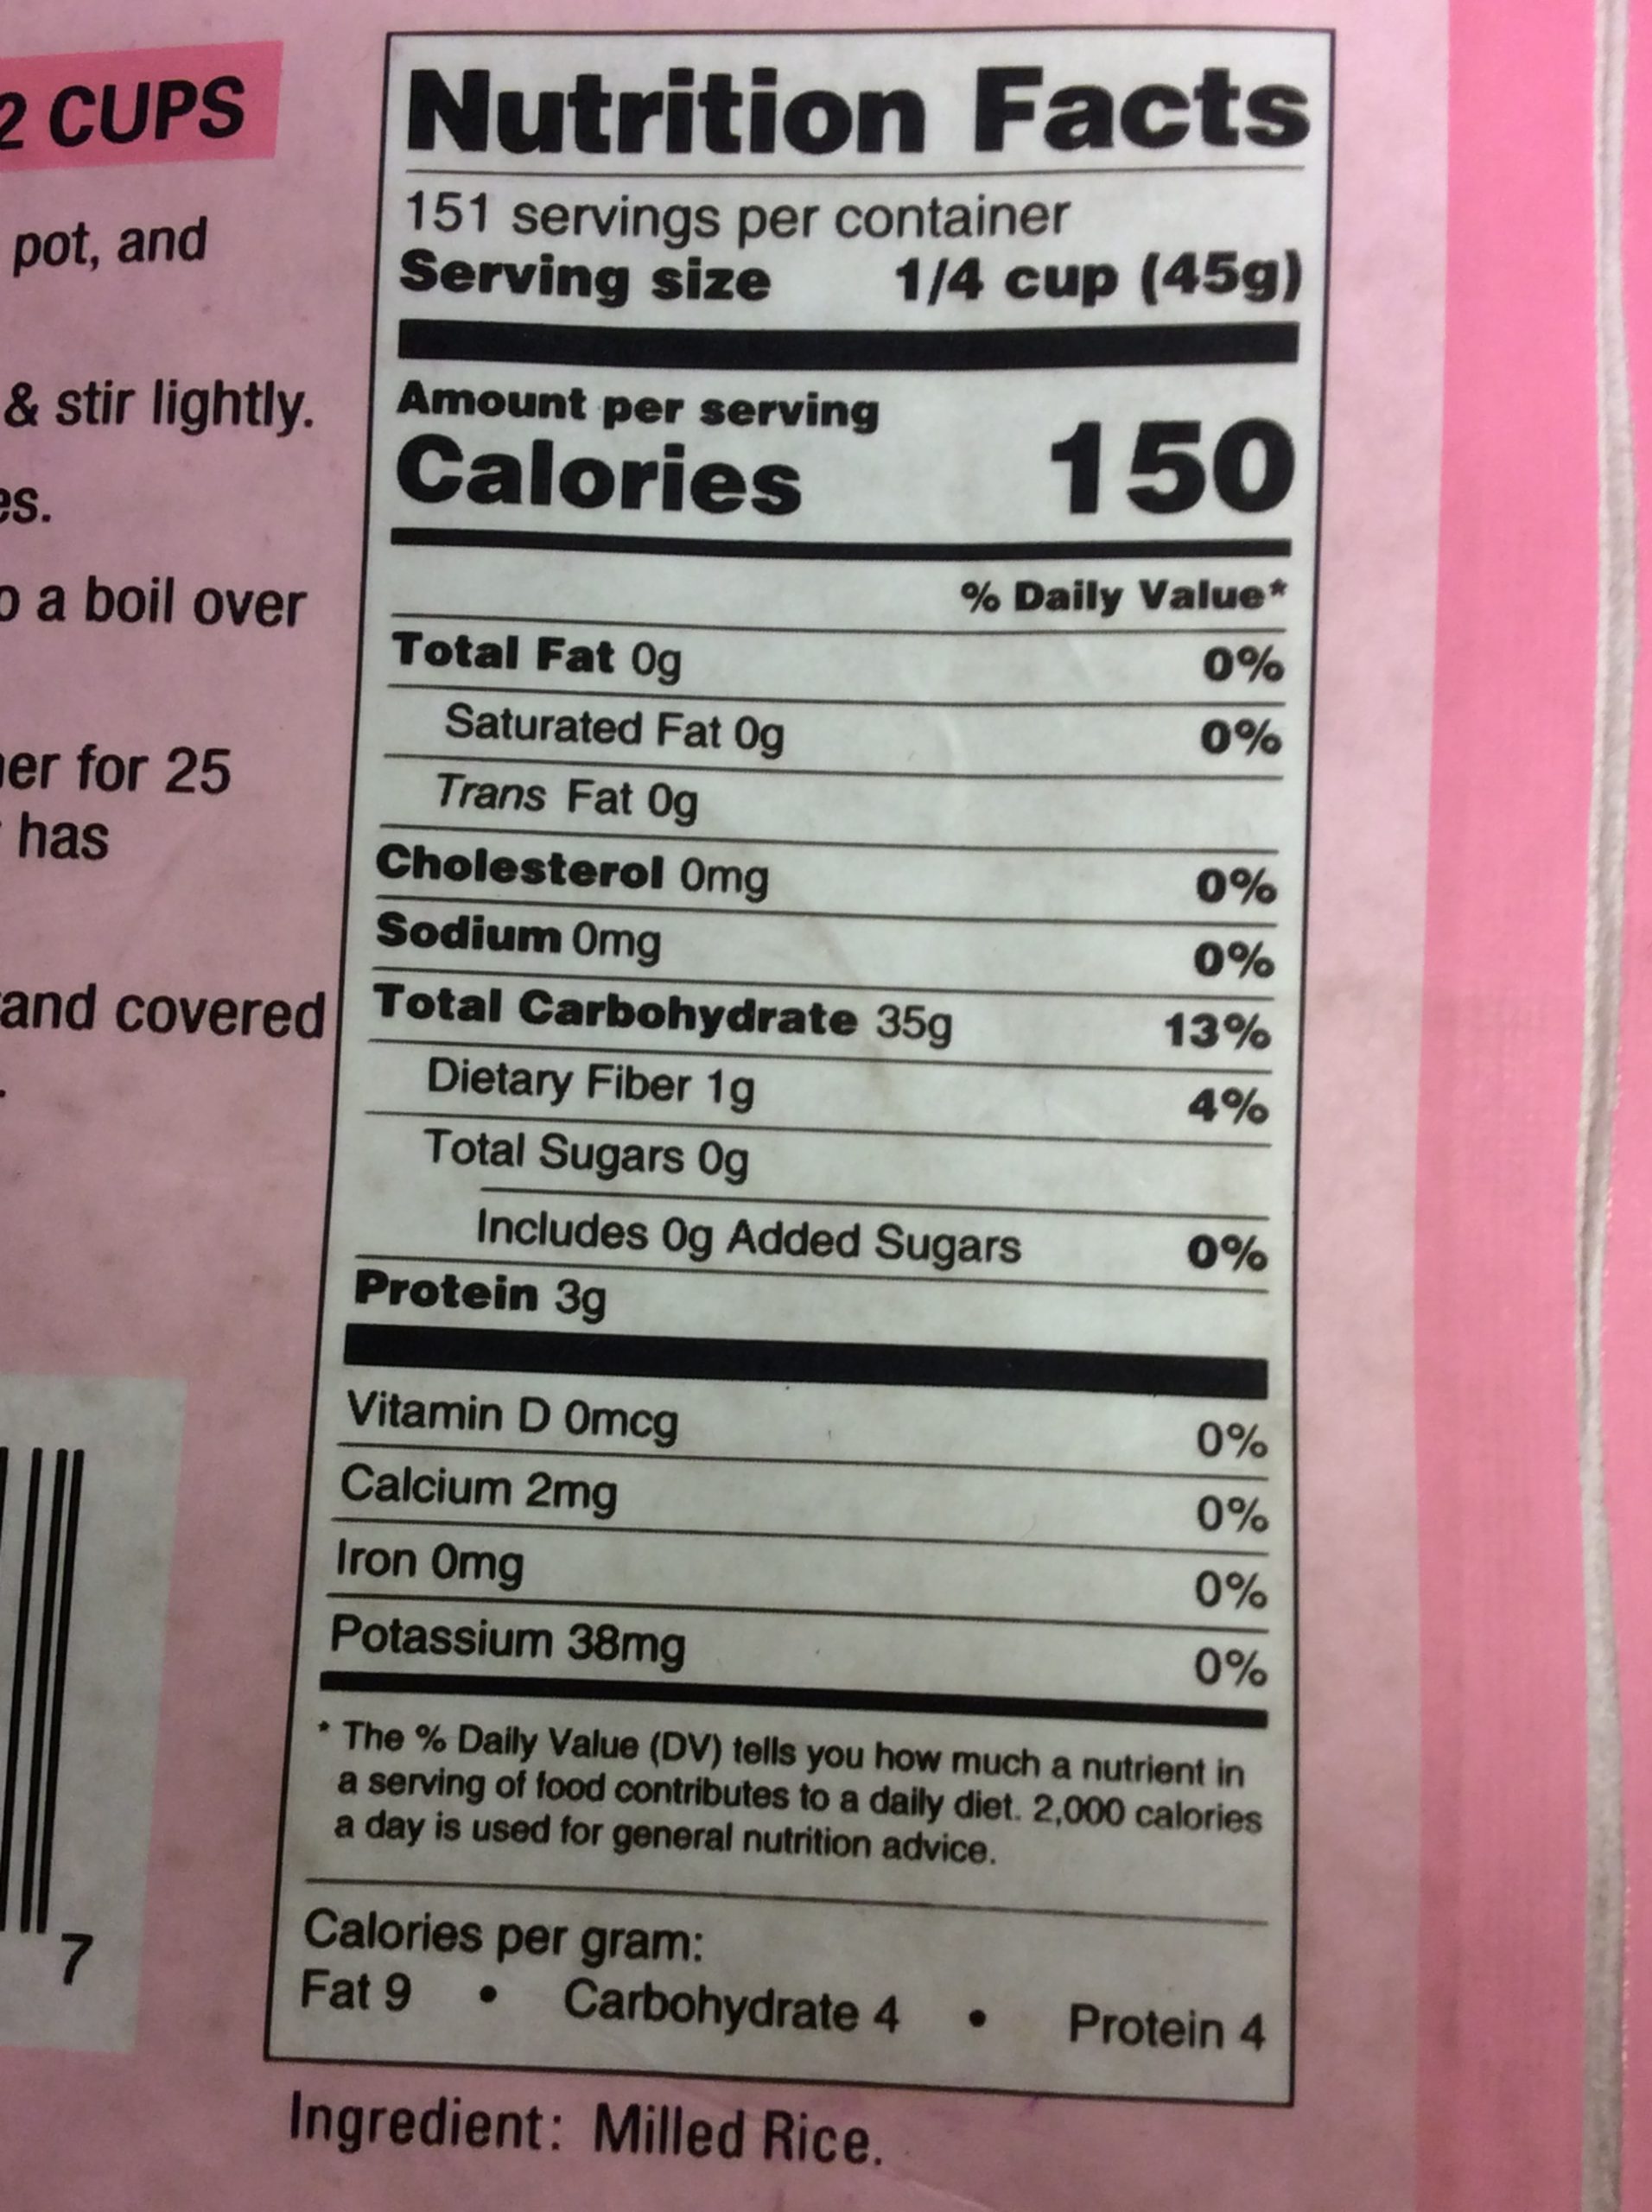 2 CUPS
pot, and
& stir lightly.
a boil over
for 25
has
covered
7
Nutrition Facts
151 servings per container
Serving size 1/4 cup (45g)
Amount per serving
Calories 150
% Daily Value*
Total Fat 0g 0%
Saturated Fat 0g 0%
Trans Fat 0g
Cholesterol 0mg 0%
Sodium 0mg 0%
Total Carbohydrate 35g 13%
Dietary Fiber 1g 4%
Total Sugars 0g
Includes 0g Added Sugars 0%
Protein 3g
Vitamin D 0mcg 0%
Calcium 2mg 0%
Iron 0mg 0%
Potassium 38mg 0%
* The % Daily Value (DV) tells you how much a nutrient in
a serving of food contributes to a daily diet. 2,000 calories
a day is used for general nutrition advice.
Calories per gram:
Fat 9 • Carbohydrate 4 • Protein 4
Ingredient: Milled Rice.